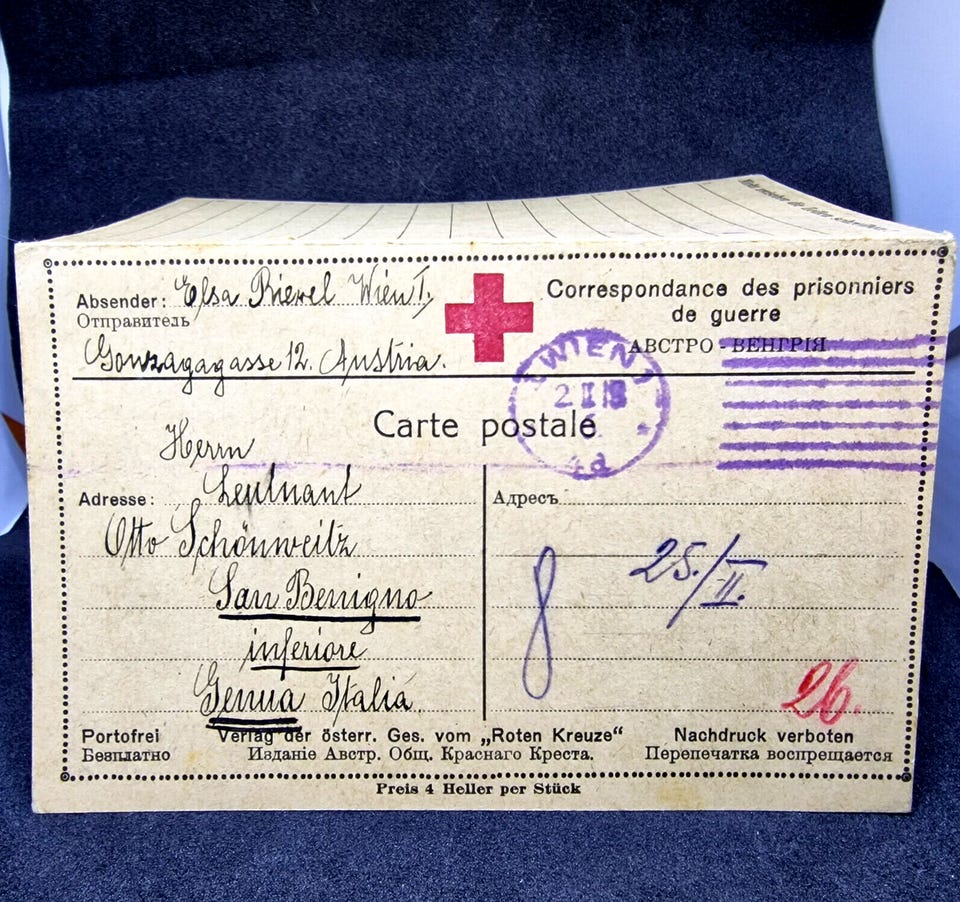 Absender: Elsa Wien I,
Отправитель
Gonzagagasse 12. Austria.
Correspondance des prisonniers
de guerre
АВСТРО-ВЕНГРІЯ
WIEN 1
Carte postale
Herrn
Adresse: Leutnant
Otto Schönweitz
San Benigno
inferiore
Genua Italia.
Адресъ
8
25./II.
26.
Portofrei
Безплатно
Verlag der österr. Ges. vom „Roten Kreuze“
Изданіе Австр. Общ. Краснаго Креста.
Nachdruck verboten
Перепечатка воспрещается
Preis 4 Heller per Stück